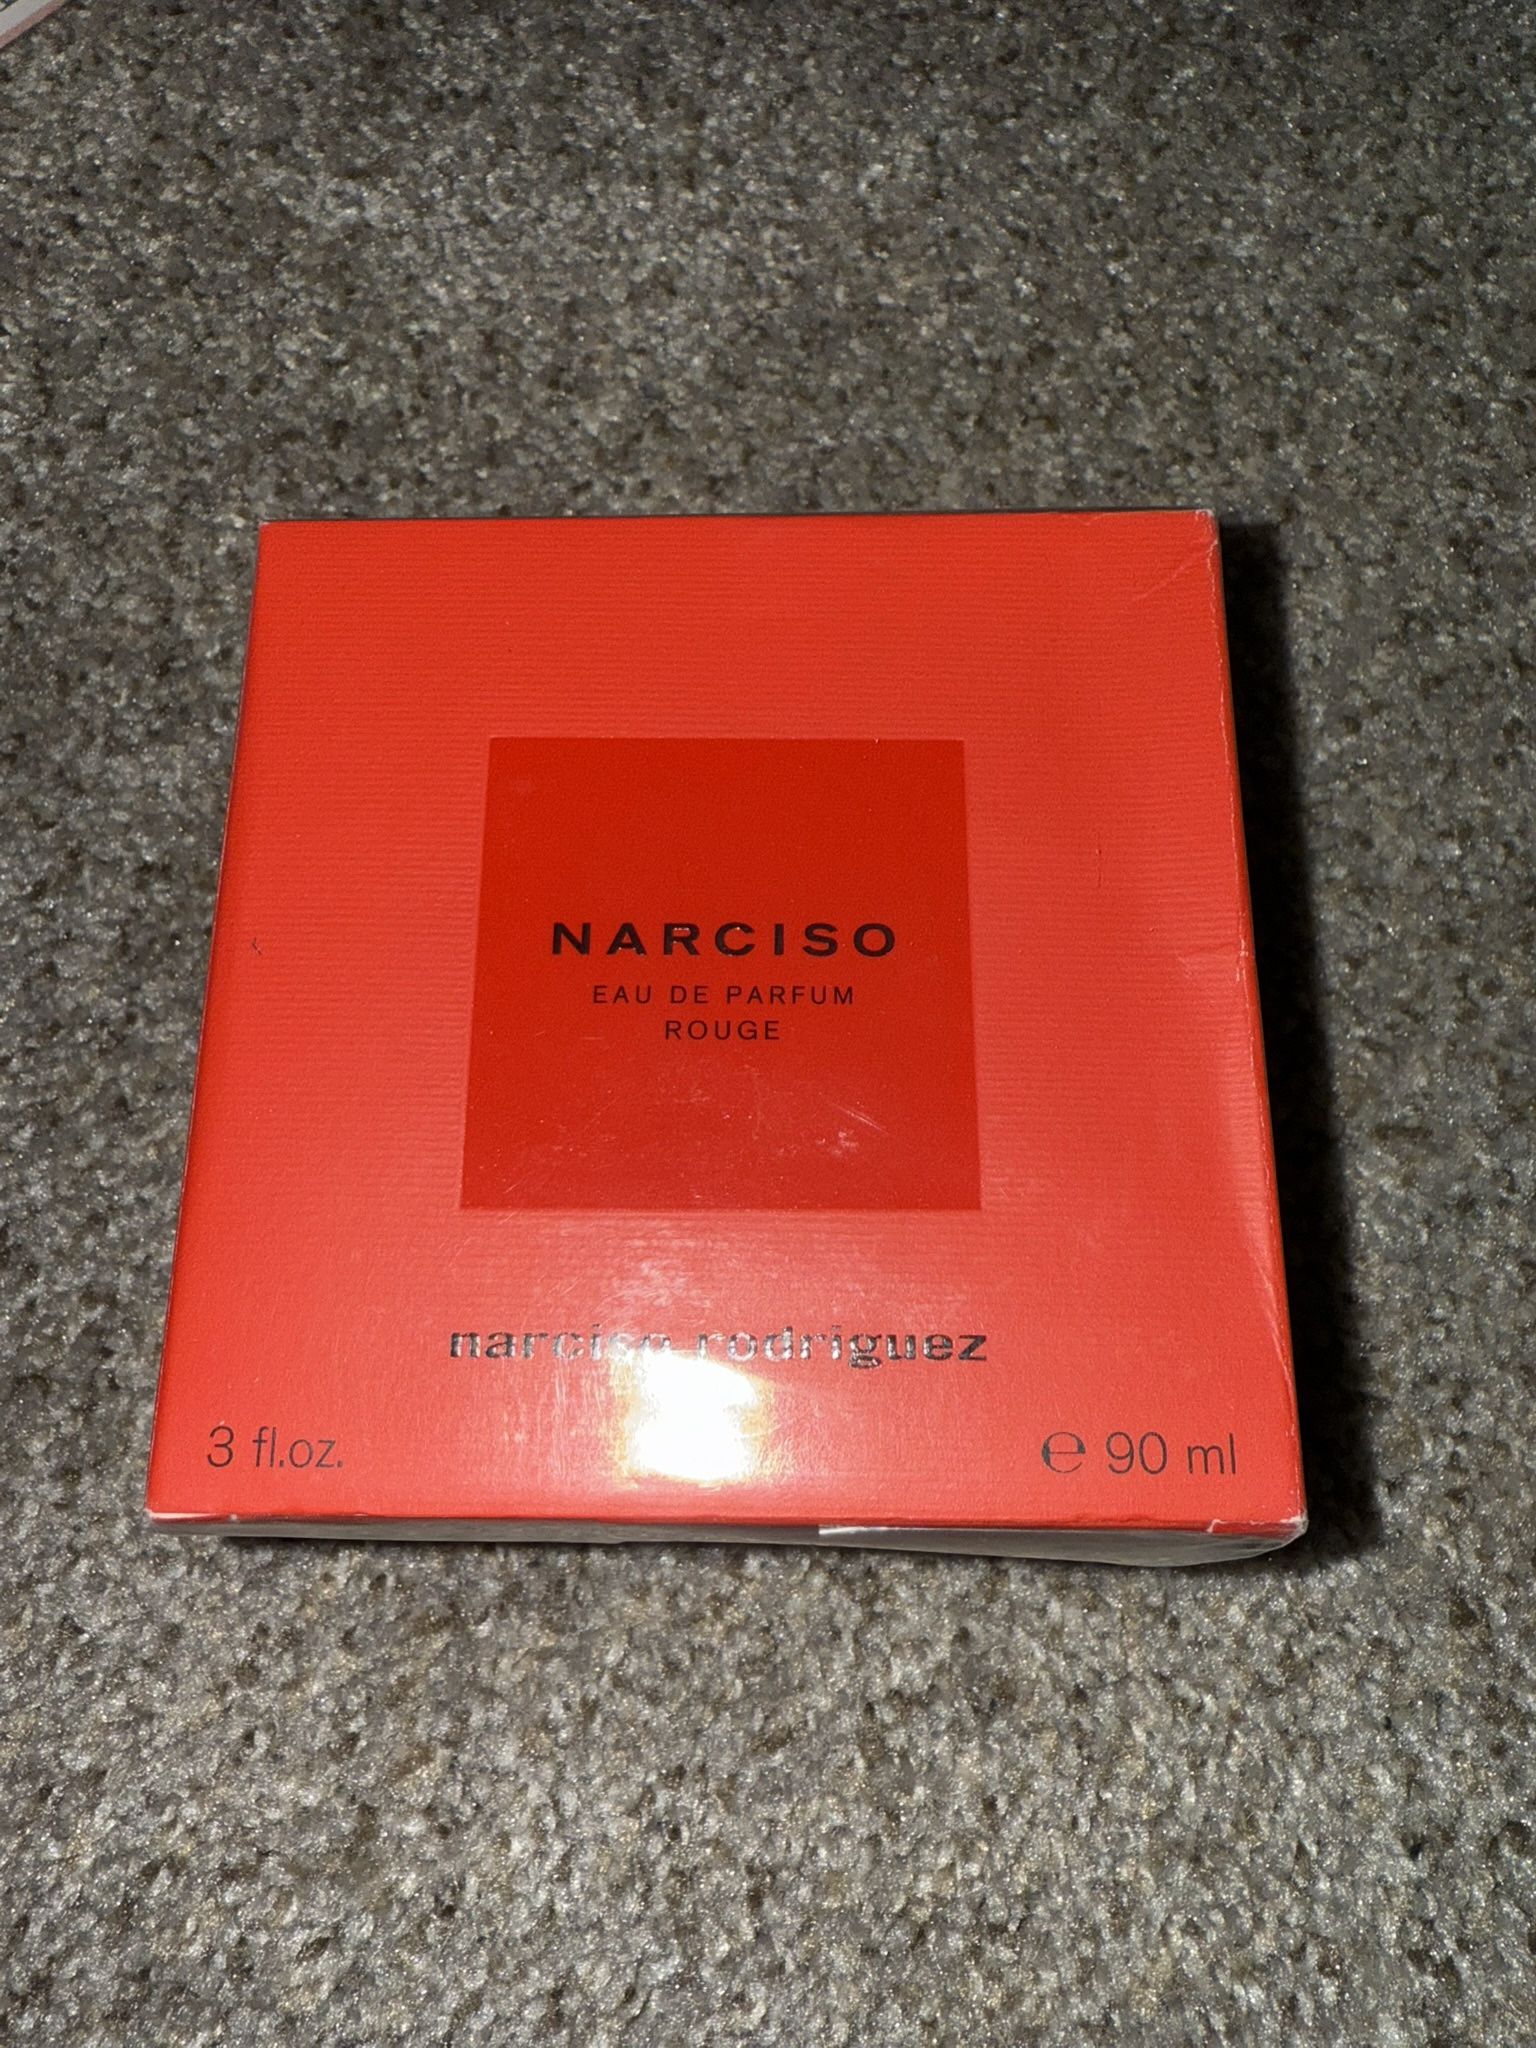 NARCISO
EAU DE PARFUM
ROUGE
narciso rodriguez
3 fl.oz.
℮ 90 ml